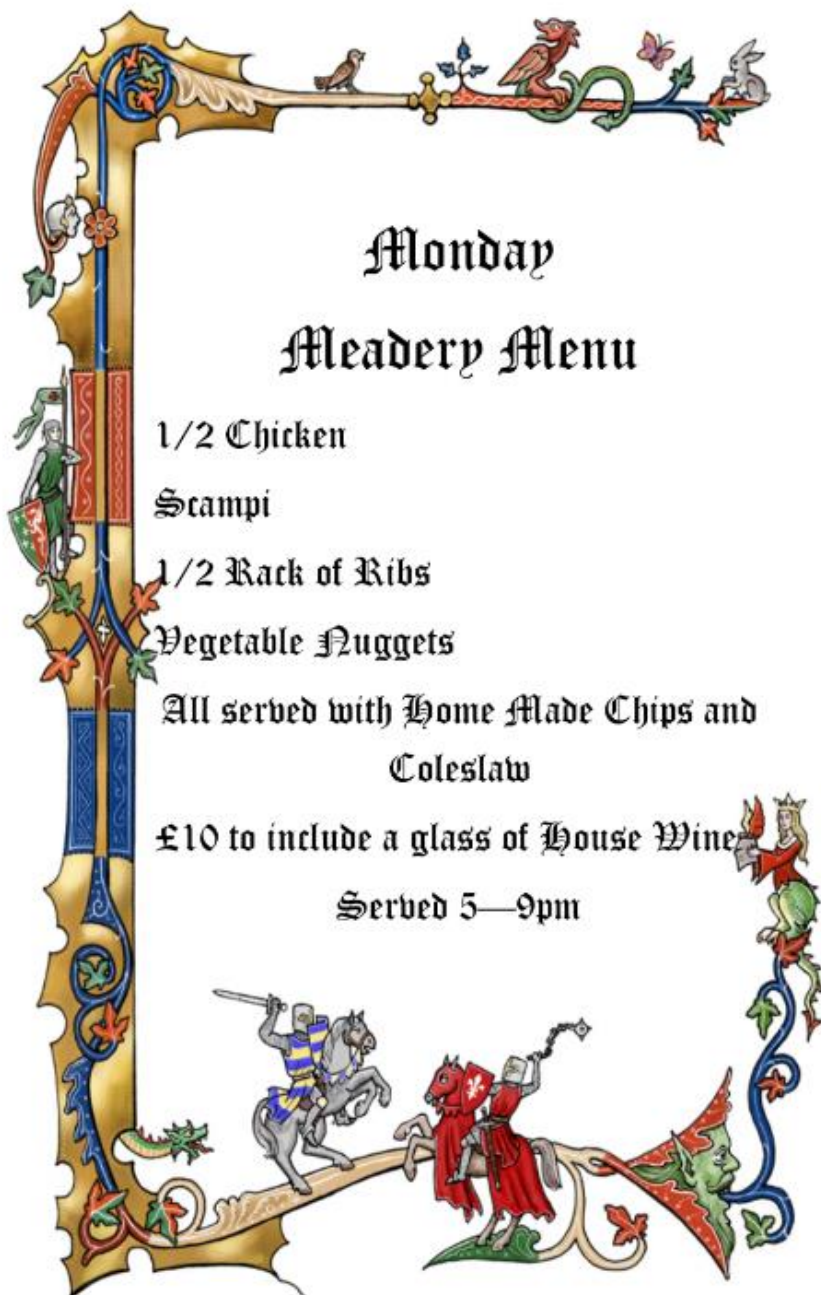 Monday
Meadery Menu
1/2 Chicken
Scampi
1/2 Rack of Ribs
Vegetable Nuggets
All served with Home Made Chips and
Coleslaw
£10 to include a glass of House Wine
Served 5—9pm